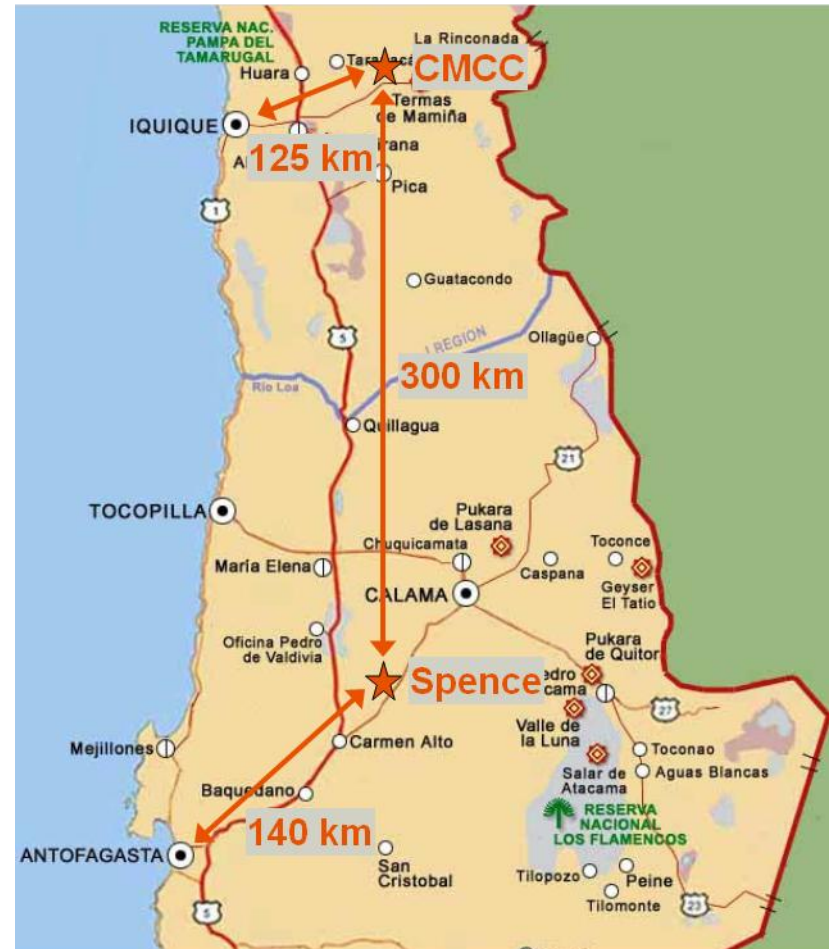 RESERVA NAC.
PAMPA DEL
TAMARUGAL
La Rinconada
Huara
CMCC
Termas
de Mamiña
IQUIQUE
125 km
Pica
1
Guatacondo
5
I REGION
Ollagüe
300 km
Río Loa
Quillagua
21
TOCOPILLA
Pukara
de Lasana
Chuquicamata
Toconce
María Elena
Caspana
CALAMA
Geyser
El Tatio
Oficina Pedro
de Valdivia
Pukara
de Quitor
Spence
27
Valle de
la Luna
Mejillones
Carmen Alto
Toconao
Salar de
Atacama
Aguas Blancas
Baquedano
RESERVA
NACIONAL
LOS FLAMENCOS
140 km
ANTOFAGASTA
San
Cristobal
Tilopozo
Peine
Tilomonte
5
23